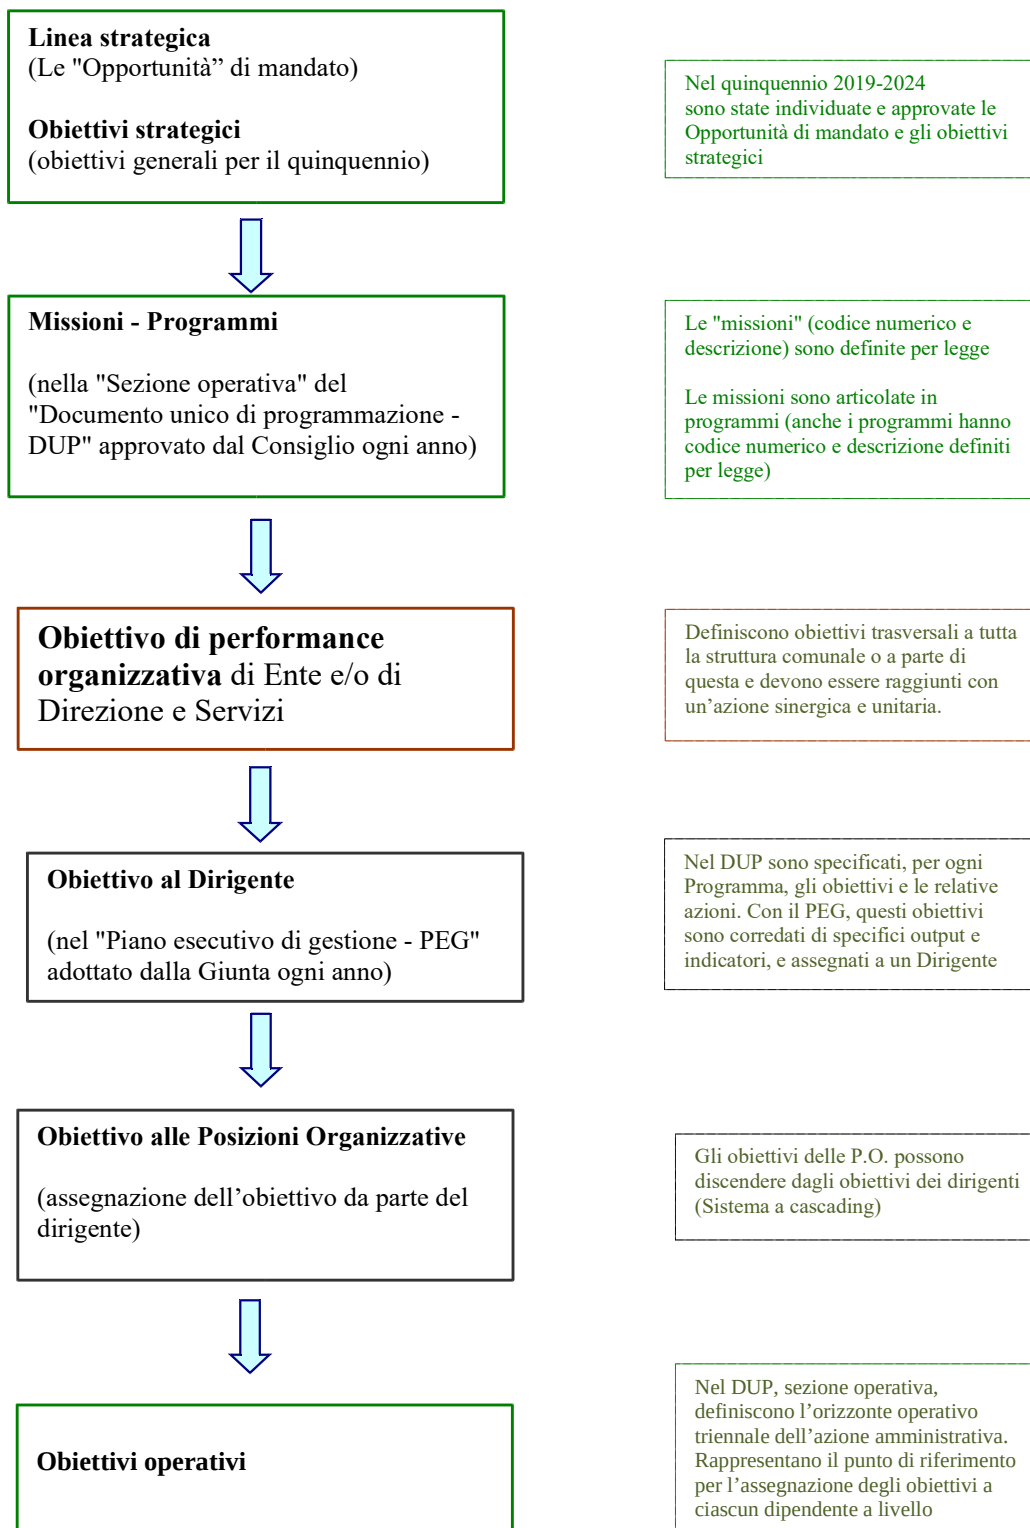 Linea strategica
(Le "Opportunità” di mandato)
Obiettivi strategici
(obiettivi generali per il quinquennio)
Nel quinquennio 2019-2024
sono state individuate e approvate le
Opportunità di mandato e gli obiettivi
strategici
Missioni - Programmi
(nella "Sezione operativa" del
"Documento unico di programmazione -
DUP" approvato dal Consiglio ogni anno)
Le "missioni" (codice numerico e
descrizione) sono definite per legge
Le missioni sono articolate in
programmi (anche i programmi hanno
codice numerico e descrizione definiti
per legge)
Obiettivo di performance
organizzativa di Ente e/o di
Direzione e Servizi
Definiscono obiettivi trasversali a tutta
la struttura comunale o a parte di
questa e devono essere raggiunti con
un’azione sinergica e unitaria.
Obiettivo al Dirigente
(nel "Piano esecutivo di gestione - PEG"
adottato dalla Giunta ogni anno)
Nel DUP sono specificati, per ogni
Programma, gli obiettivi e le relative
azioni. Con il PEG, questi obiettivi
sono corredati di specifici output e
indicatori, e assegnati a un Dirigente
Obiettivo alle Posizioni Organizzative
(assegnazione dell’obiettivo da parte del
dirigente)
Gli obiettivi delle P.O. possono
discendere dagli obiettivi dei dirigenti
(Sistema a cascading)
Obiettivi operativi
Nel DUP, sezione operativa,
definiscono l’orizzonte operativo
triennale dell’azione amministrativa.
Rappresentano il punto di riferimento
per l’assegnazione degli obiettivi a
ciascun dipendente a livello